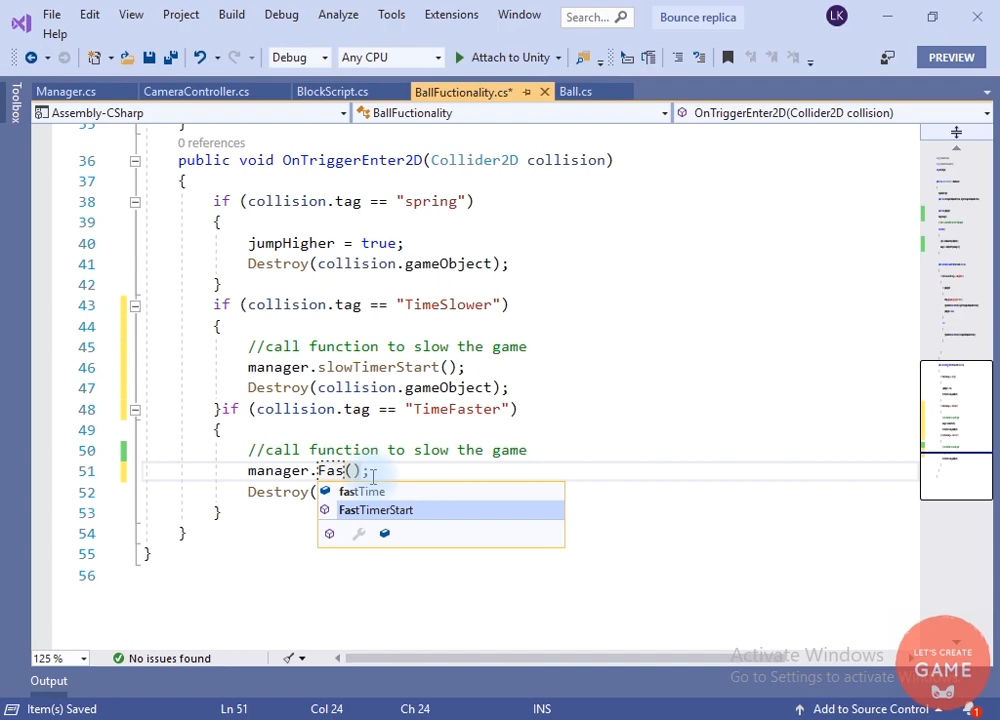 File Edit View Project Build Debug Analyze Tools Extensions Window Search... Bounce replica LK
Help
Debug Any CPU Attach to Unity PREVIEW
Toolbox
Manager.cs CameraController.cs BlockScript.cs BallFuctionality.cs* Ball.cs
Assembly-CSharp BallFuctionality OnTriggerEnter2D(Collider2D collision)
35 }
0 references
36 public void OnTriggerEnter2D(Collider2D collision)
37 {
38 if (collision.tag == "spring")
39 {
40 jumpHigher = true;
41 Destroy(collision.gameObject);
42 }
43 if (collision.tag == "TimeSlower")
44 {
45 //call function to slow the game
46 manager.slowTimerStart();
47 Destroy(collision.gameObject);
48 }if (collision.tag == "TimeFaster")
49 {
50 //call function to slow the game
51 manager.Fas();
fastTime
52 Destroy(
FastTimerStart
53 }
54 }
55 }
56
125 % No issues found
Activate Windows
Go to Settings to activate Windows
LET'S CREATE
GAME
Output
Item(s) Saved Ln 51 Col 24 Ch 24 INS Add to Source Control 1